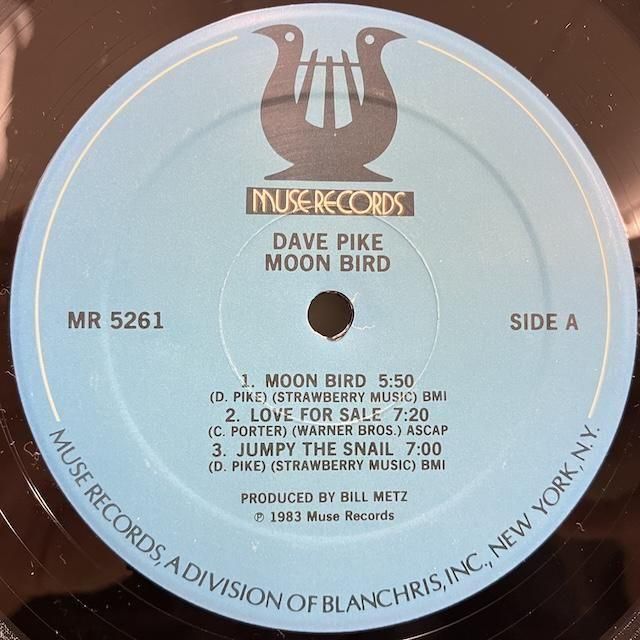 MUSE RECORDS
DAVE PIKE
MOON BIRD
MR 5261
SIDE A
1. MOON BIRD 5:50
(D. PIKE) (STRAWBERRY MUSIC) BMI
2. LOVE FOR SALE 7:20
(C. PORTER) (WARNER BROS.) ASCAP
3. JUMPY THE SNAIL 7:00
(D. PIKE) (STRAWBERRY MUSIC) BMI
PRODUCED BY BILL METZ
℗ 1983 Muse Records
MUSE RECORDS, A DIVISION OF BLANCHRIS, INC., NEW YORK, N.Y.